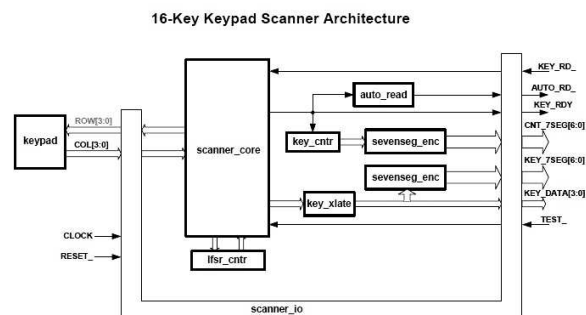 16-Key Keypad Scanner Architecture
KEY_RD_
auto_read
AUTO_RD_
KEY_RDY
ROW[3:0]
keypad
COL[3:0]
scanner_core
key_cntr
sevenseg_enc
CNT_7SEG[6:0]
sevenseg_enc
KEY_7SEG[6:0]
key_xlate
KEY_DATA[3:0]
TEST_
CLOCK
RESET_
lfsr_cntr
scanner_io